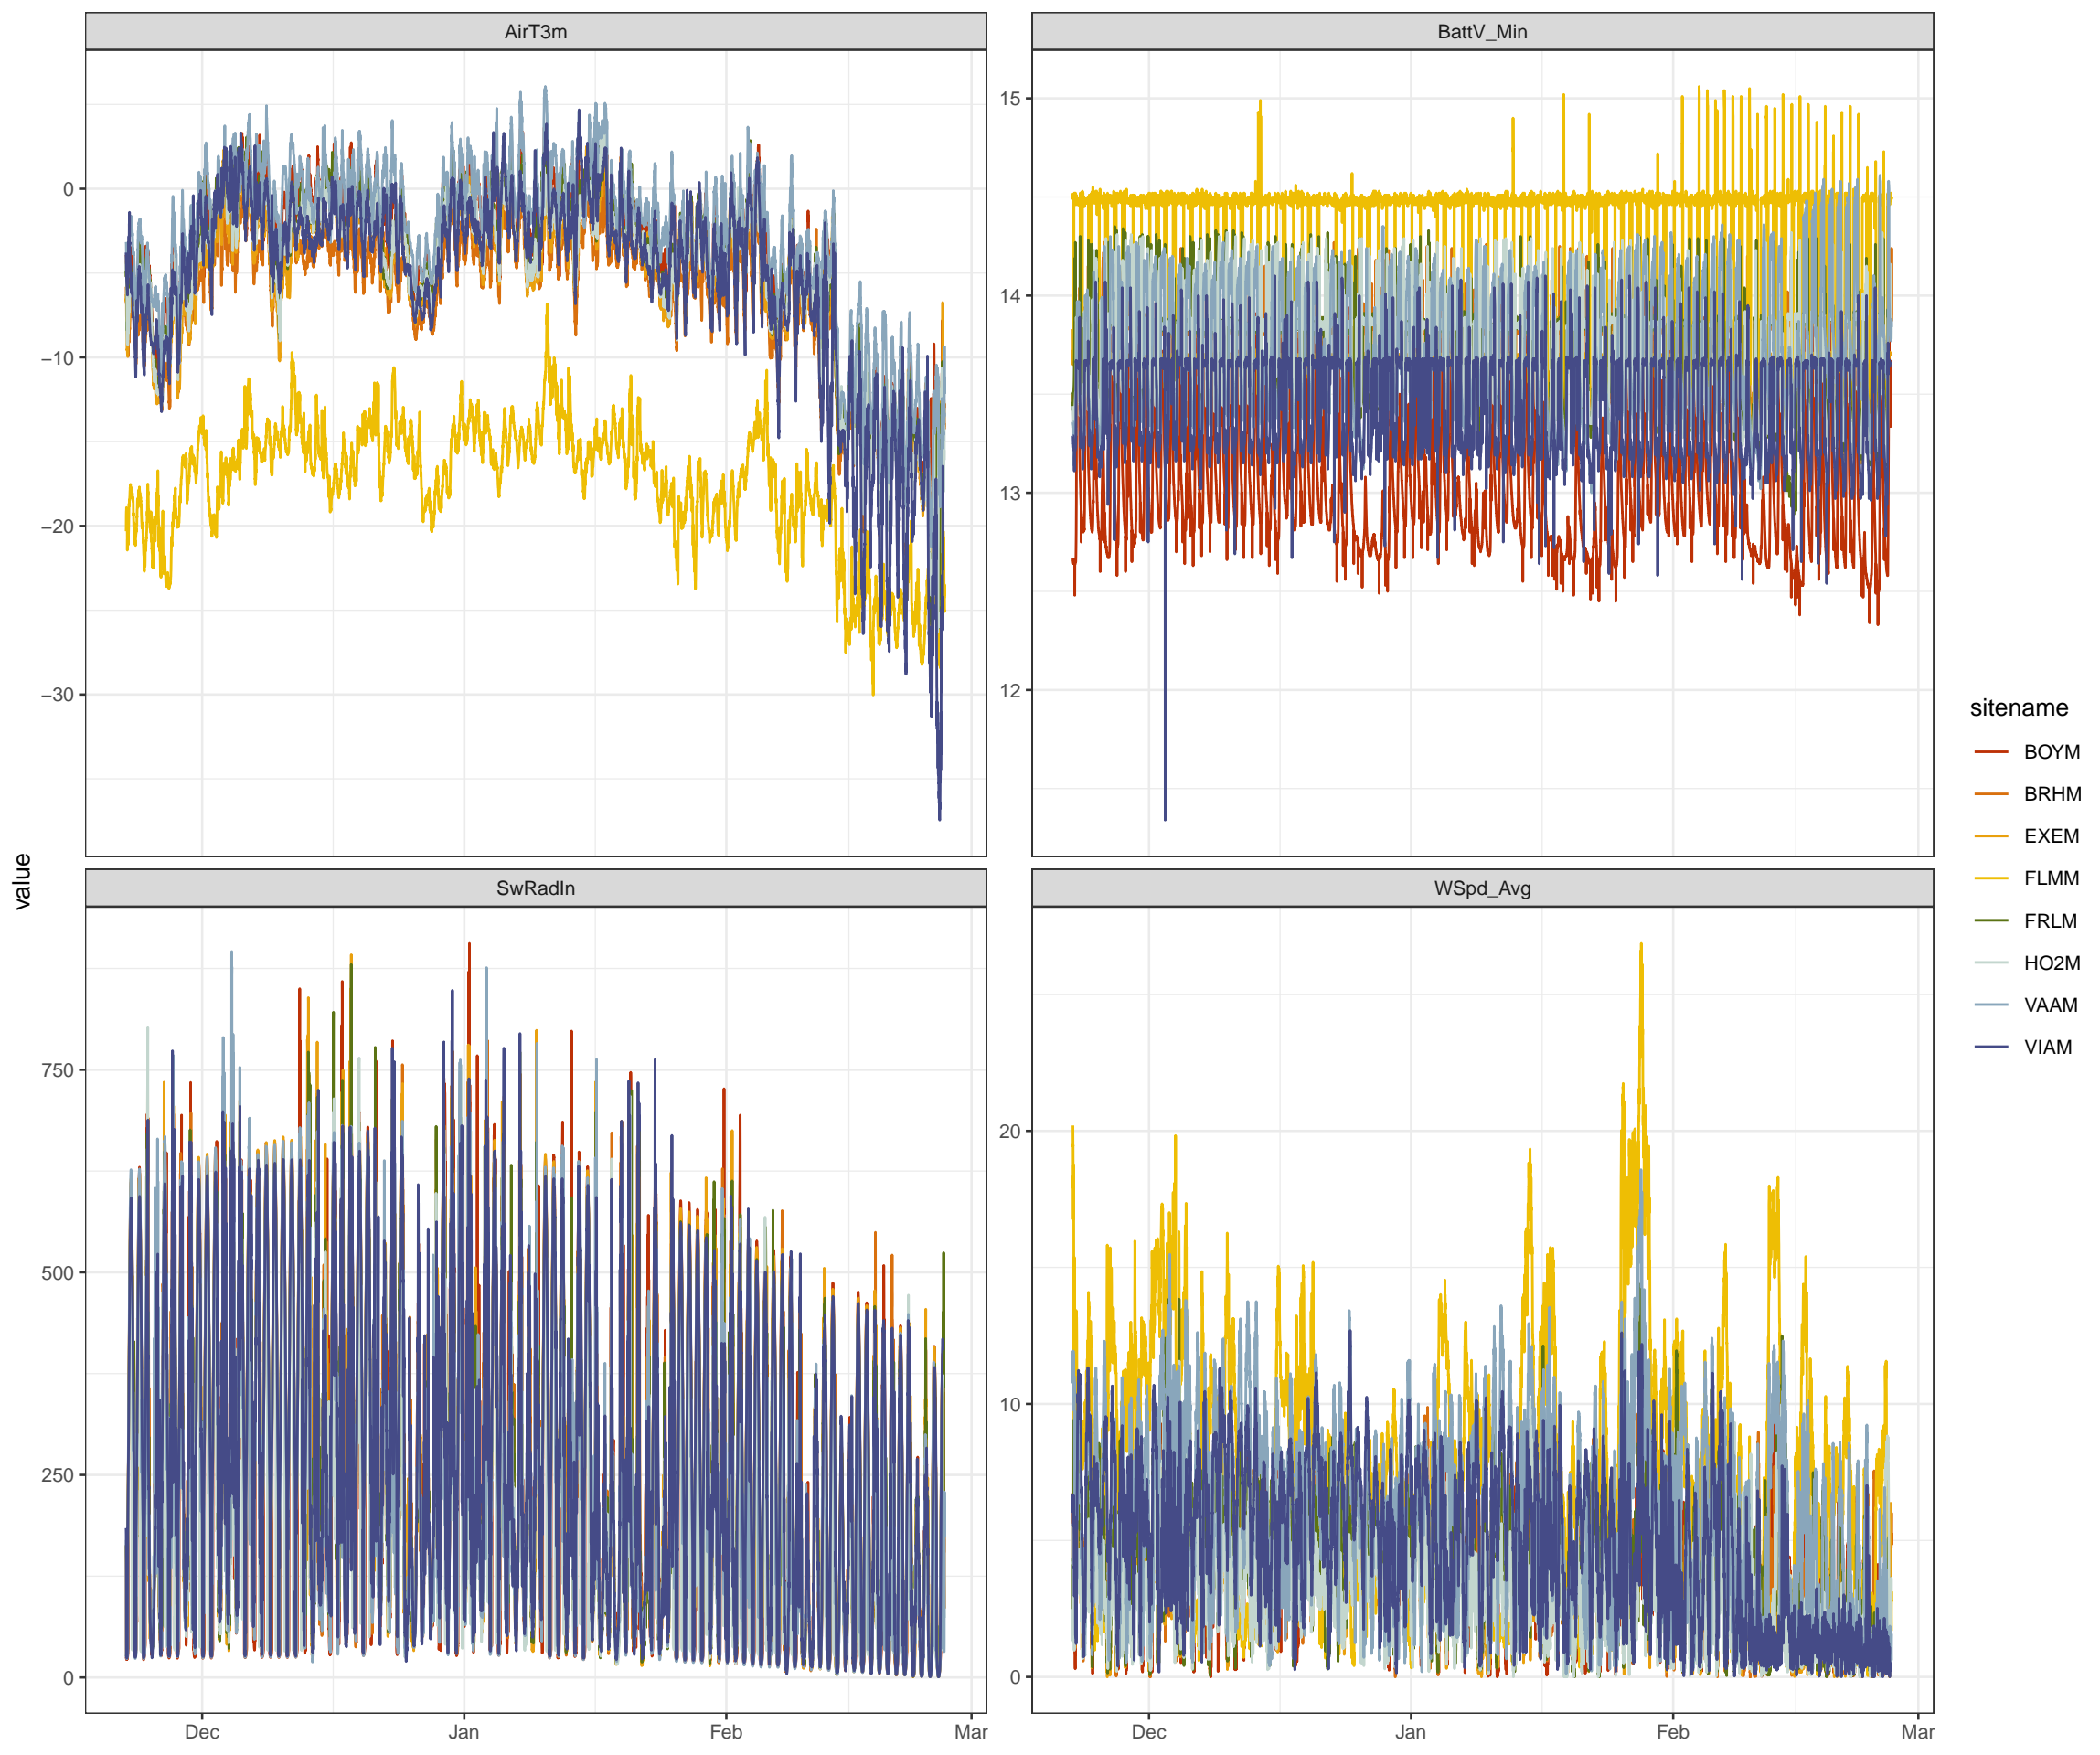 AirT3m
BattV_Min
0
−10
−20
−30
15
14
13
12
value
SwRadIn
WSpd_Avg
750
500
250
0
20
10
0
Dec
Jan
Feb
Mar
Dec
Jan
Feb
Mar
sitename
BOYM
BRHM
EXEM
FLMM
FRLM
HO2M
VAAM
VIAM